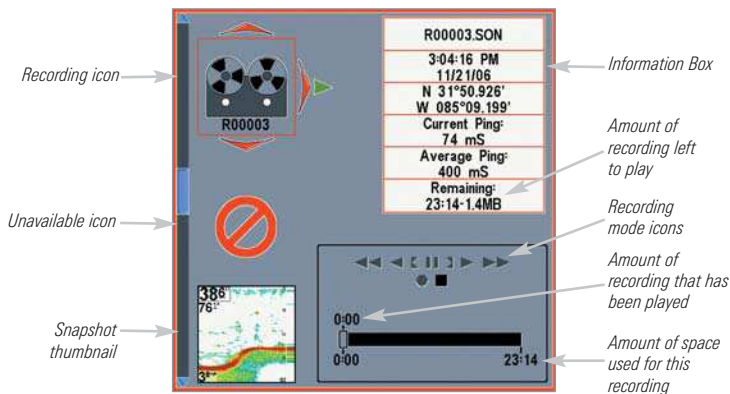 Recording icon
Unavailable icon
Snapshot
thumbnail
R00003
386'
76°
3
R00003.SON
3:04:16 PM
11/21/06
N 31°50.926'
W 085°09.199'
Current Ping:
74 mS
Average Ping:
400 mS
Remaining:
23:14-1.4MB
0:00
0:00
23:14
Information Box
Amount of
recording left
to play
Recording
mode icons
Amount of
recording that has
been played
Amount of space
used for this
recording